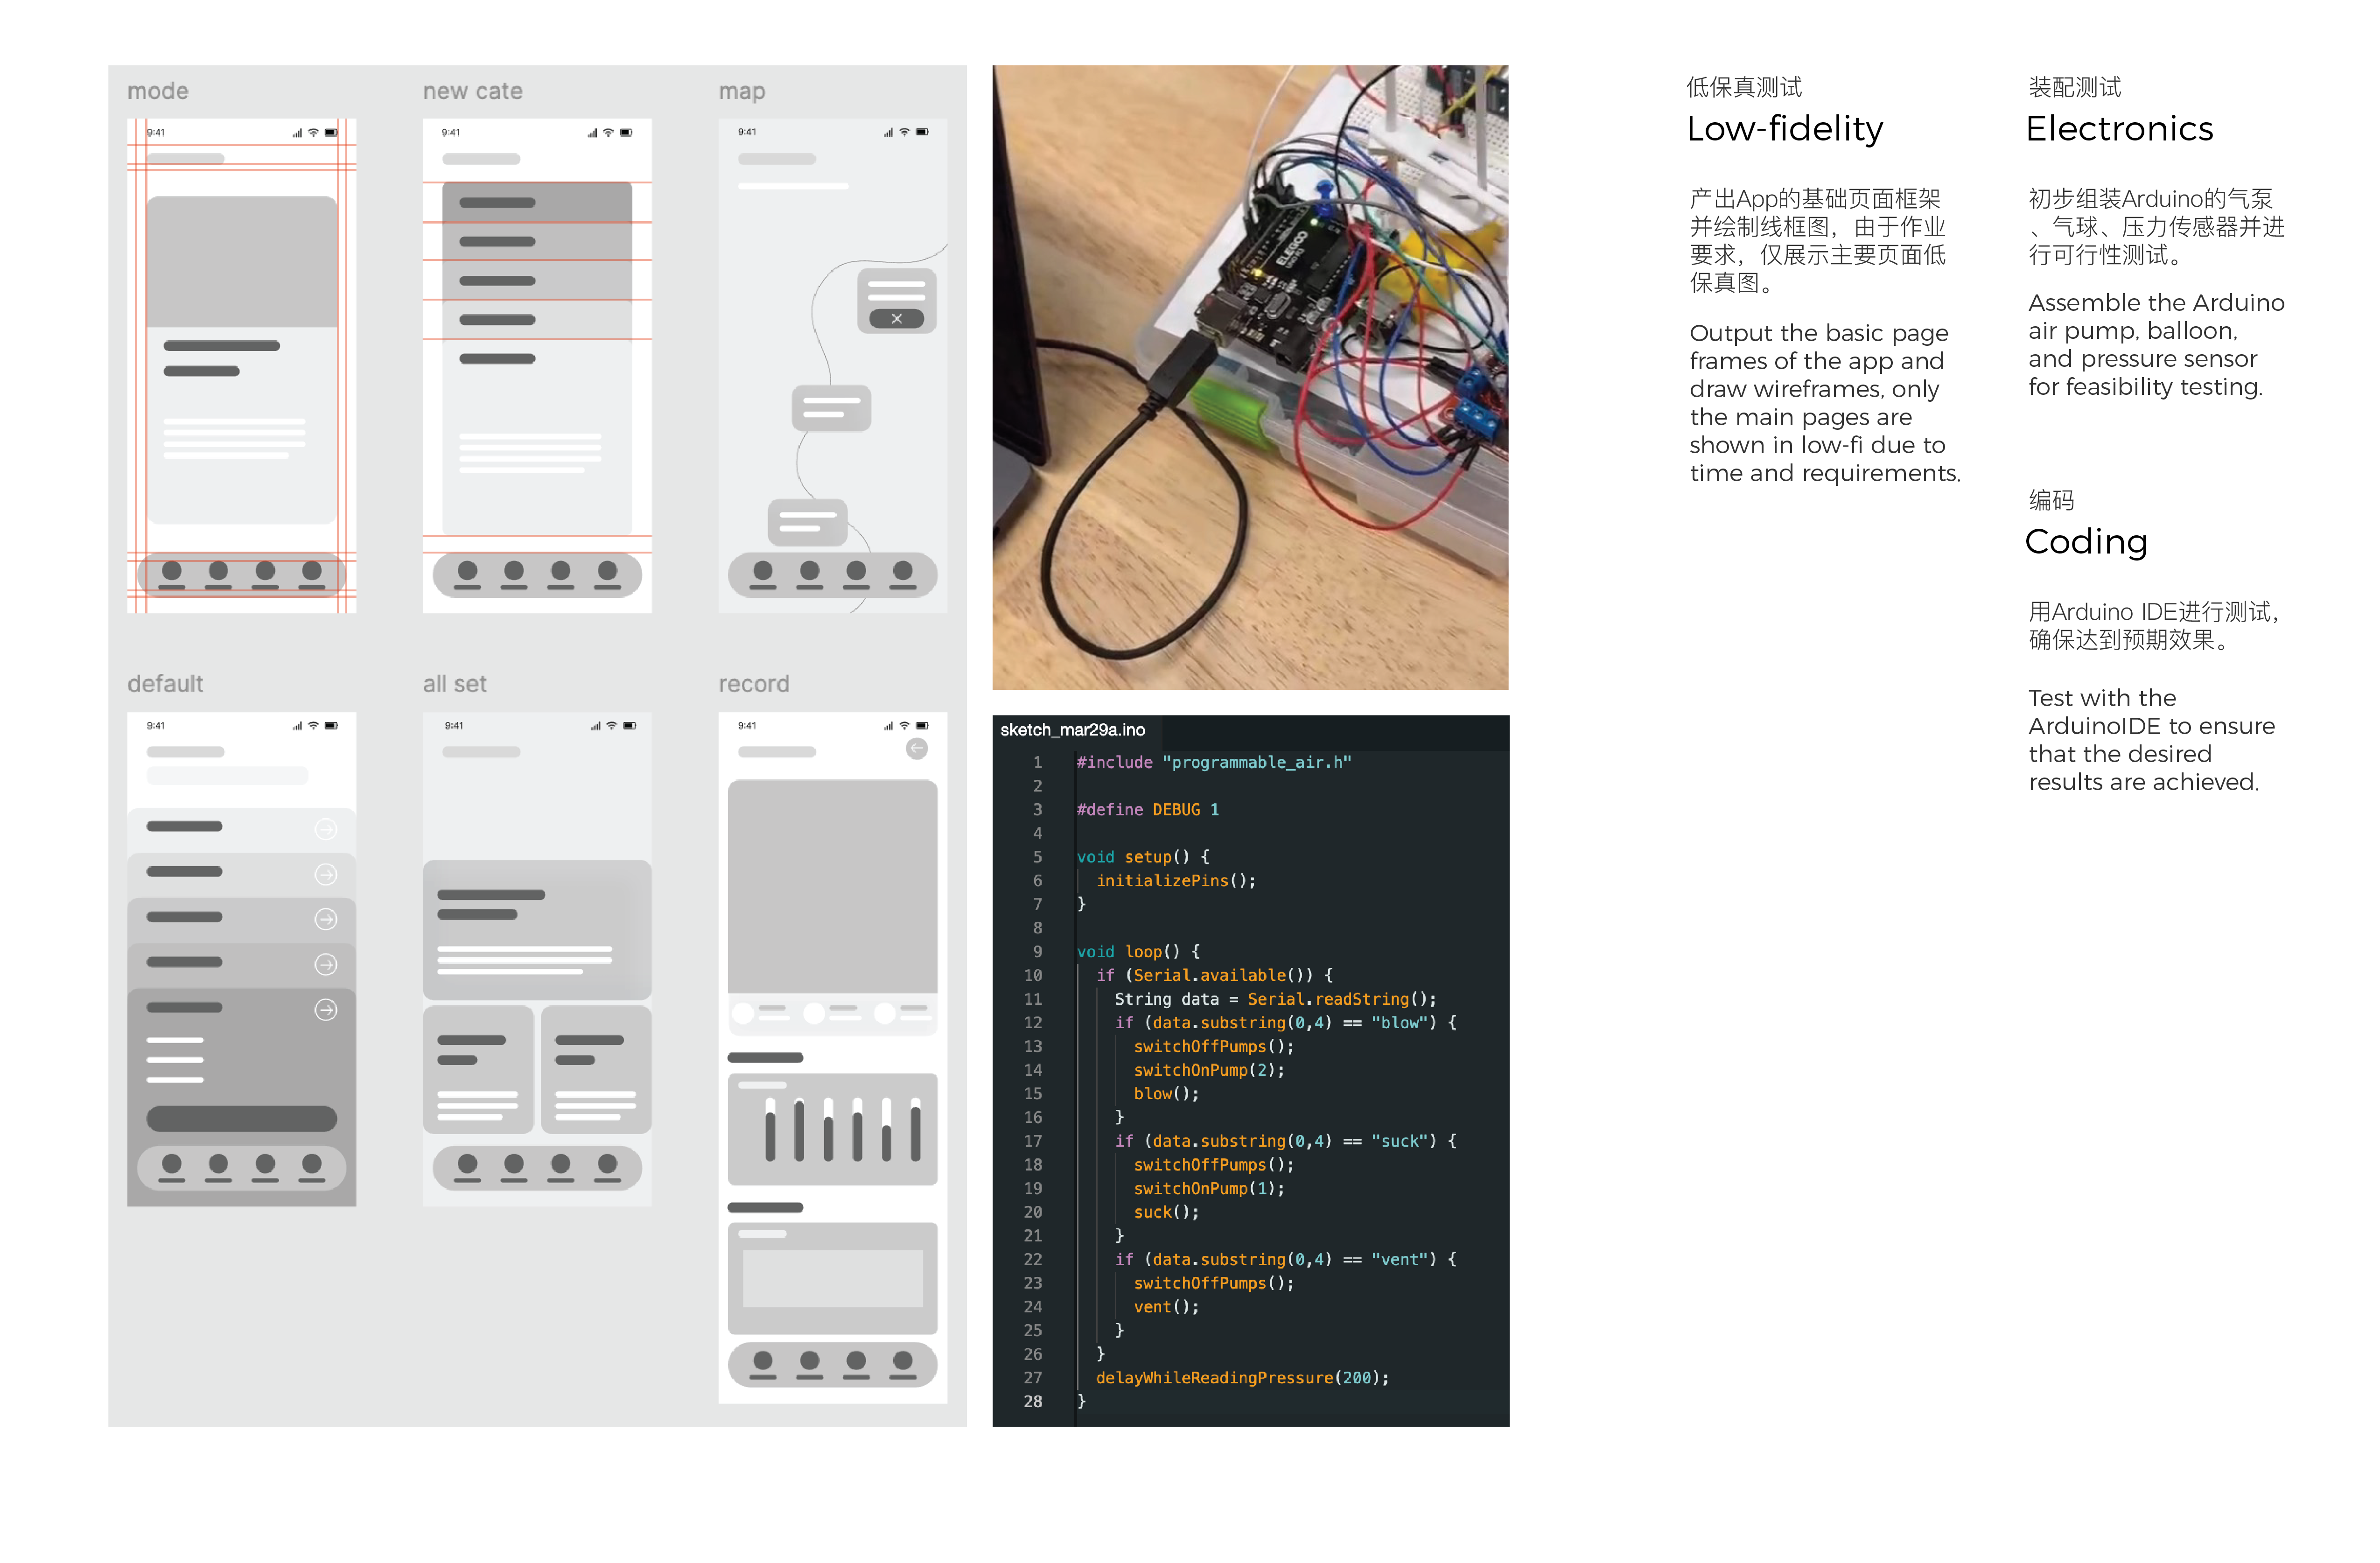 mode
new cate
map
9:41
9:41
9:41
default
all set
record
9:41
9:41
9:41
ELEGOO
sketch_mar29a.ino
1 #include "programmable_air.h"
2
3 #define DEBUG 1
4
5 void setup() {
6 initializePins();
7 }
8
9 void loop() {
10 if (Serial.available()) {
11 String data = Serial.readString();
12 if (data.substring(0,4) == "blow") {
13 switchOffPumps();
14 switchOnPump(2);
15 blow();
16 }
17 if (data.substring(0,4) == "suck") {
18 switchOffPumps();
19 switchOnPump(1);
20 suck();
21 }
22 if (data.substring(0,4) == "vent") {
23 switchOffPumps();
24 vent();
25 }
26 }
27 delayWhileReadingPressure(200);
28 }
低保真测试
Low-fidelity
产出App的基础页面框架
并绘制线框图，由于作业
要求，仅展示主要页面低
保真图。
Output the basic page
frames of the app and
draw wireframes, only
the main pages are
shown in low-fi due to
time and requirements.
装配测试
Electronics
初步组装Arduino的气泵
、气球、压力传感器并进
行可行性测试。
Assemble the Arduino
air pump, balloon,
and pressure sensor
for feasibility testing.
编码
Coding
用Arduino IDE进行测试，
确保达到预期效果。
Test with the
ArduinoIDE to ensure
that the desired
results are achieved.